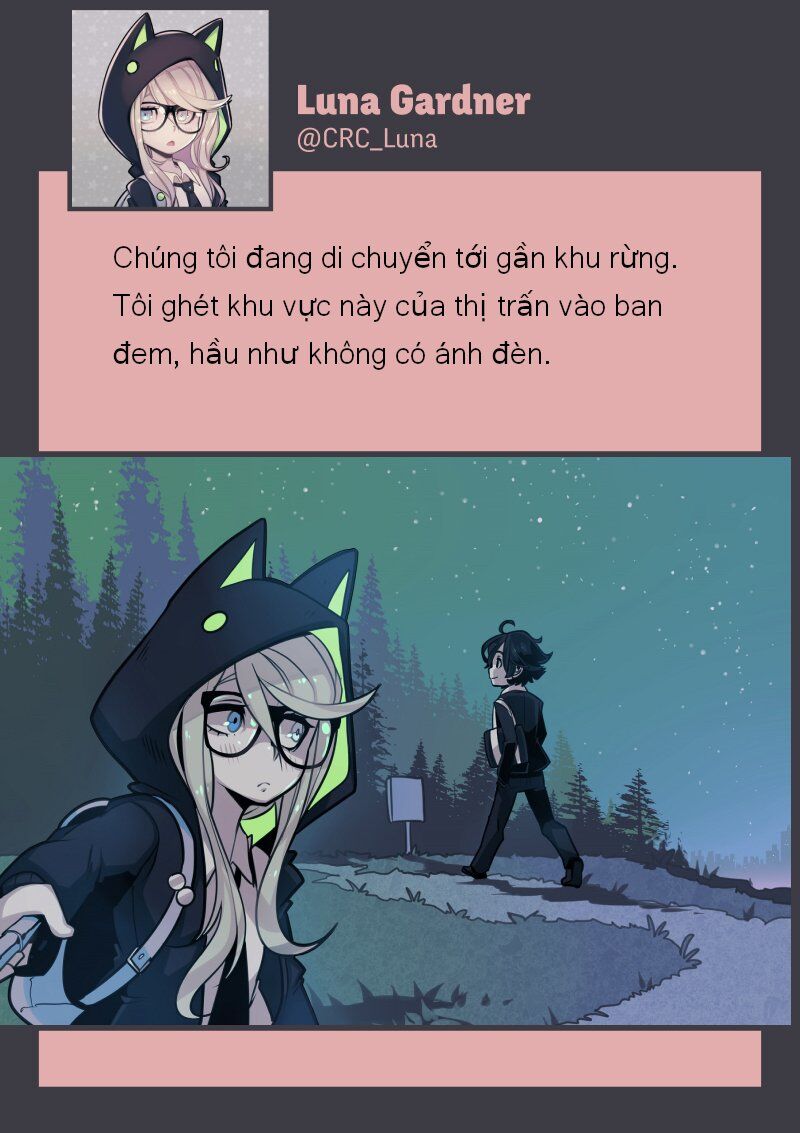 Luna Gardner
@CRC_Luna
Chúng tôi đang di chuyển tới gần khu rừng.
Tôi ghét khu vực này của thị trấn vào ban
đem, hầu như không có ánh đèn.